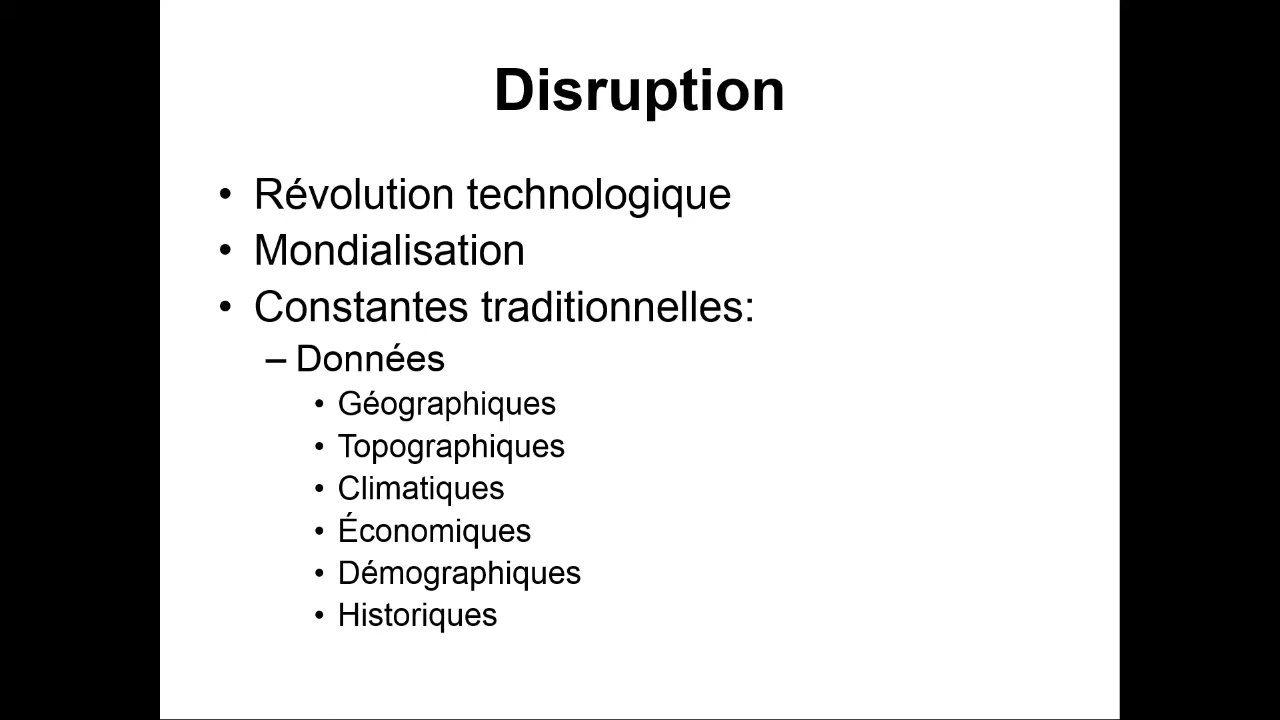 Disruption
• Révolution technologique
• Mondialisation
• Constantes traditionnelles:
– Données
• Géographiques
• Topographiques
• Climatiques
• Économiques
• Démographiques
• Historiques